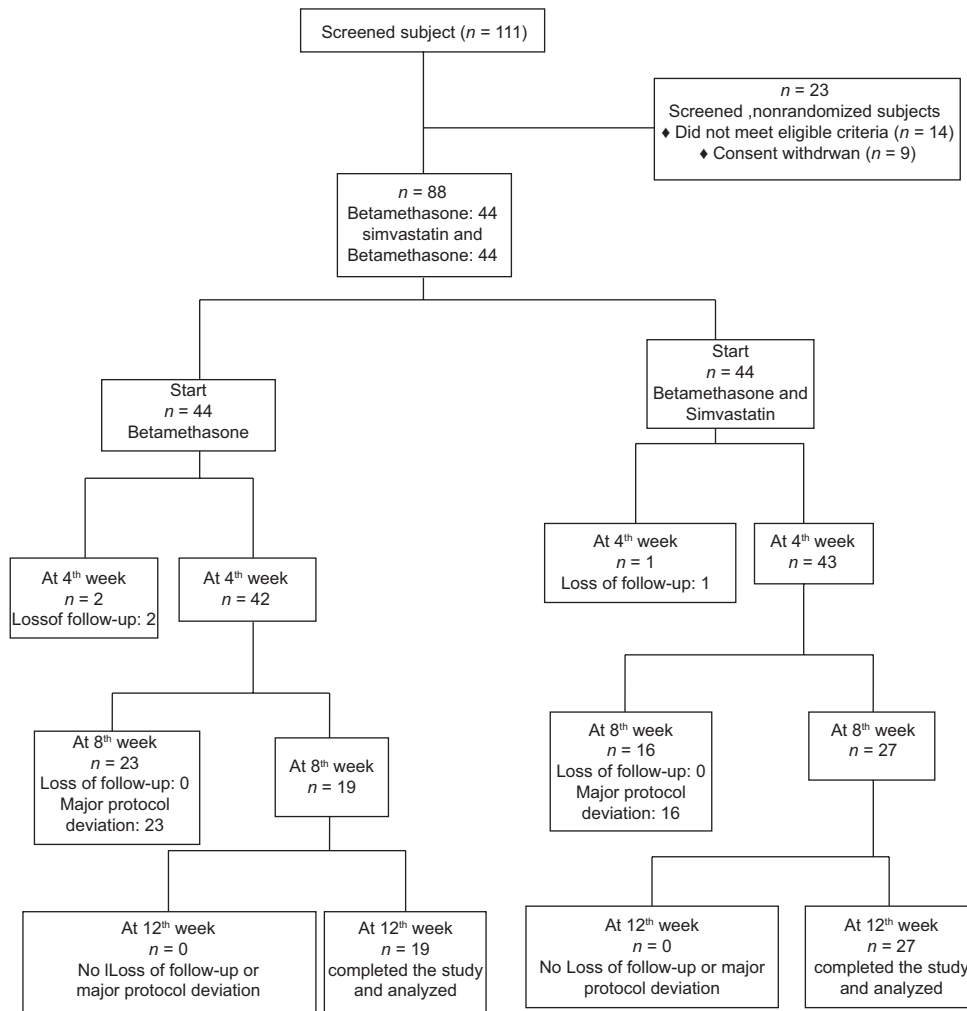 Screened subject (n = 111)
n = 23
Screened ,nonrandomized subjects
♦ Did not meet eligible criteria (n = 14)
♦ Consent withdrwan (n = 9)
n = 88
Betamethasone: 44
simvastatin and
Betamethasone: 44
Start
n = 44
Betamethasone
Start
n = 44
Betamethasone and
Simvastatin
At 4th week
n = 2
Lossof follow-up: 2
At 4th week
n = 42
At 4th week
n = 1
Loss of follow-up: 1
At 4th week
n = 43
At 8th week
n = 23
Loss of follow-up: 0
Major protocol
deviation: 23
At 8th week
n = 19
At 8th week
n = 16
Loss of follow-up: 0
Major protocol
deviation: 16
At 8th week
n = 27
At 12th week
n = 0
No lLoss of follow-up or
major protocol deviation
At 12th week
n = 19
completed the study
and analyzed
At 12th week
n = 0
No Loss of follow-up or major
protocol deviation
At 12th week
n = 27
completed the study
and analyzed